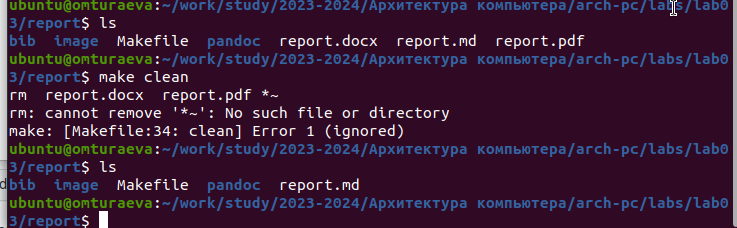 ubuntu@omturaeva:~/work/study/2023-2024/Архитектура компьютера/arch-pc/labs/lab0
3/report$ ls
bib  image  Makefile  pandoc  report.docx  report.md  report.pdf
ubuntu@omturaeva:~/work/study/2023-2024/Архитектура компьютера/arch-pc/labs/lab0
3/report$ make clean
rm  report.docx  report.pdf *~
rm: cannot remove '*~': No such file or directory
make: [Makefile:34: clean] Error 1 (ignored)
ubuntu@omturaeva:~/work/study/2023-2024/Архитектура компьютера/arch-pc/labs/lab0
3/report$ ls
bib  image  Makefile  pandoc  report.md
ubuntu@omturaeva:~/work/study/2023-2024/Архитектура компьютера/arch-pc/labs/lab0
3/report$